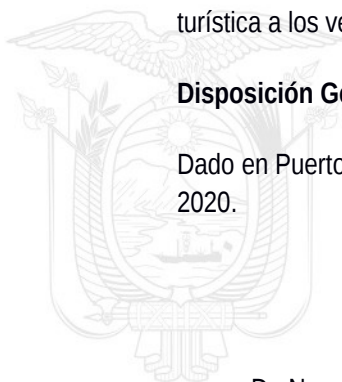 turística a los ve
Disposición Ge
Dado en Puerto
2020.